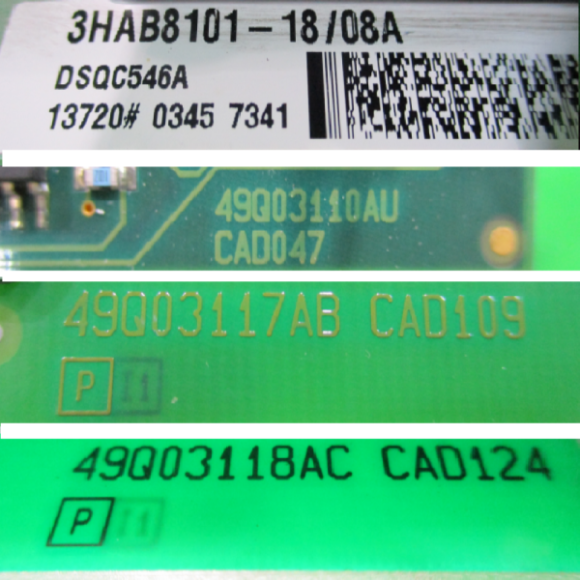 3HAB8101-18/08A
DSQC546A
13720# 0345 7341
49Q03110AU
CAD047
49Q03117AB CAD109
P I1
49Q03118AC CAD124
P I1